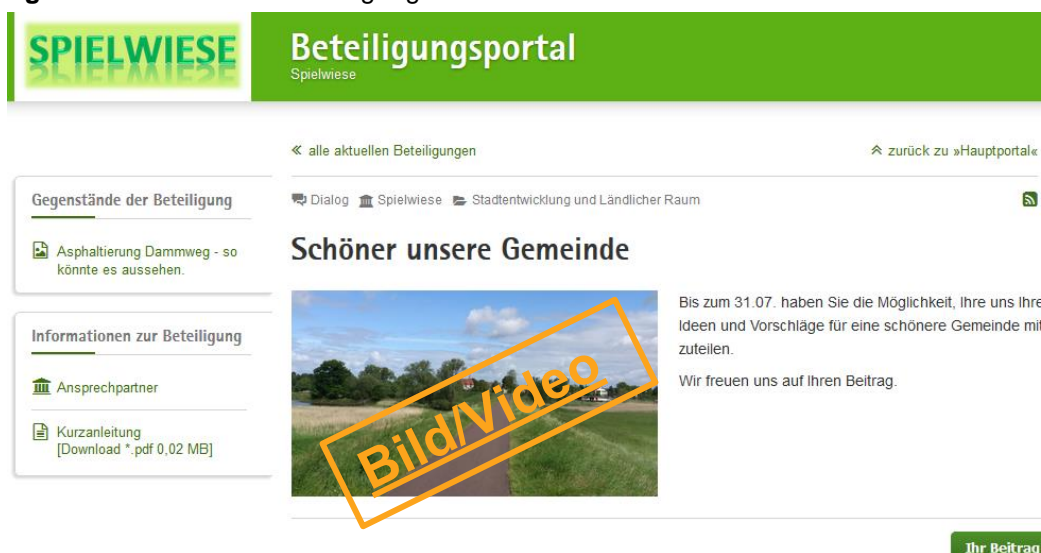 SPIELWIESE
Beteiligungsportal
Spielwiese
« alle aktuellen Beteiligungen
zurück zu »Hauptportal«
Gegenstände der Beteiligung
Asphaltierung Dammweg - so
könnte es aussehen.
Informationen zur Beteiligung
Ansprechpartner
Kurzanleitung
[Download *.pdf 0,02 MB]
Dialog Spielwiese Stadtentwicklung und Ländlicher Raum
Schöner unsere Gemeinde
Bild/Video
Bis zum 31.07. haben Sie die Möglichkeit, Ihre uns Ihre
Ideen und Vorschläge für eine schönere Gemeinde mit
zuteilen.
Wir freuen uns auf Ihren Beitrag.
Ihr Beitrag